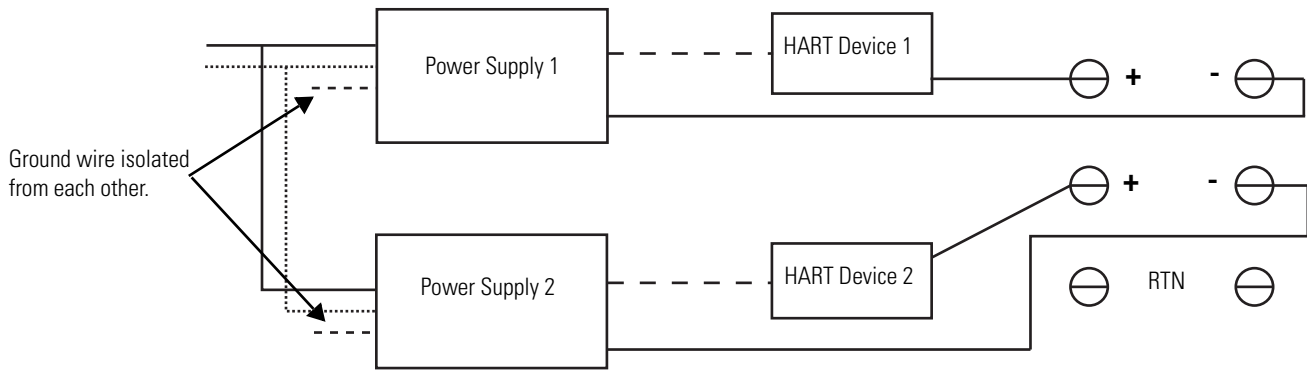 Power Supply 1
HART Device 1
+ -
Ground wire isolated
from each other.
+ -
Power Supply 2
HART Device 2
RTN